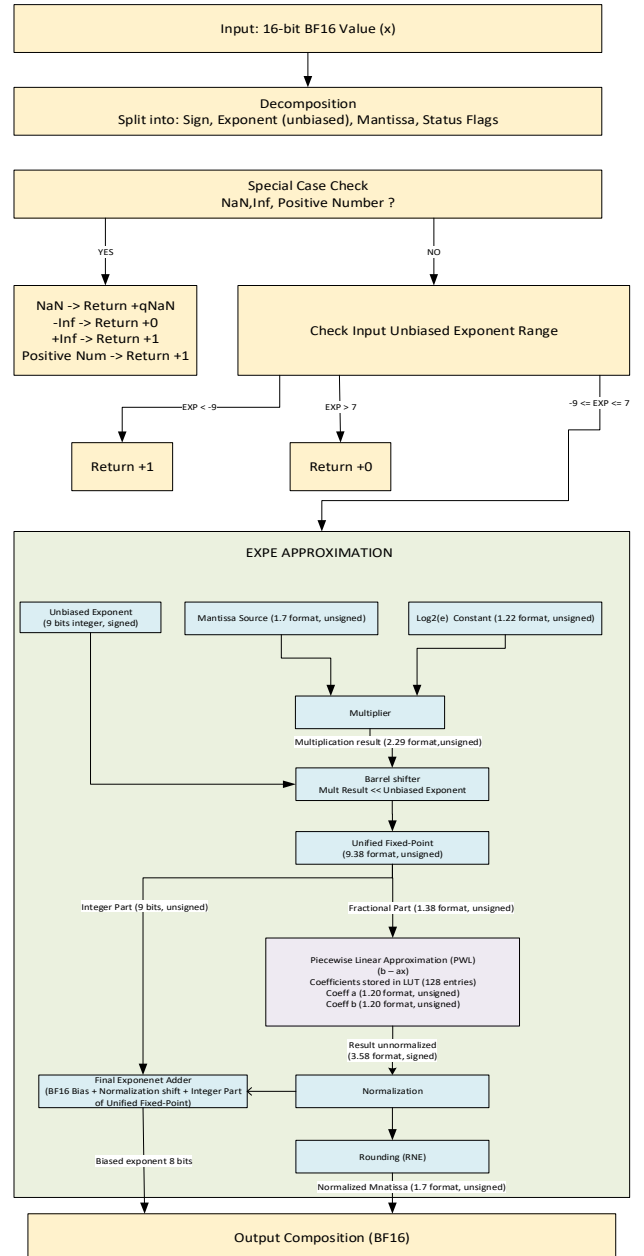 Input: 16-bit BF16 Value (x)
Decomposition
Split into: Sign, Exponent (unbiased), Mantissa, Status Flags
Special Case Check
NaN,Inf, Positive Number ?
YES
NO
NaN -> Return +qNaN
-Inf -> Return +0
+Inf -> Return +1
Positive Num -> Return +1
Check Input Unbiased Exponent Range
EXP < -9
EXP > 7
-9 <= EXP <= 7
Return +1
Return +0
EXPE APPROXIMATION
Unbiased Exponent
(9 bits integer, signed)
Mantissa Source (1.7 format, unsigned)
Log2(e) Constant (1.22 format, unsigned)
Multiplier
Multiplication result (2.29 format,unsigned)
Barrel shifter
Mult Result << Unbiased Exponent
Unified Fixed-Point
(9.38 format, unsigned)
Integer Part (9 bits, unsigned)
Fractional Part (1.38 format, unsigned)
Piecewise Linear Approximation (PWL)
(b – ax)
Coefficients stored in LUT (128 entries)
Coeff a (1.20 format, unsigned)
Coeff b (1.20 format, unsigned)
Result unnormalized
(3.58 format, signed)
Final Exponenet Adder
(BF16 Bias + Normalization shift + Integer Part
of Unified Fixed-Point)
Normalization
Rounding (RNE)
Biased exponent 8 bits
Normalized Mnatissa (1.7 format, unsigned)
Output Composition (BF16)